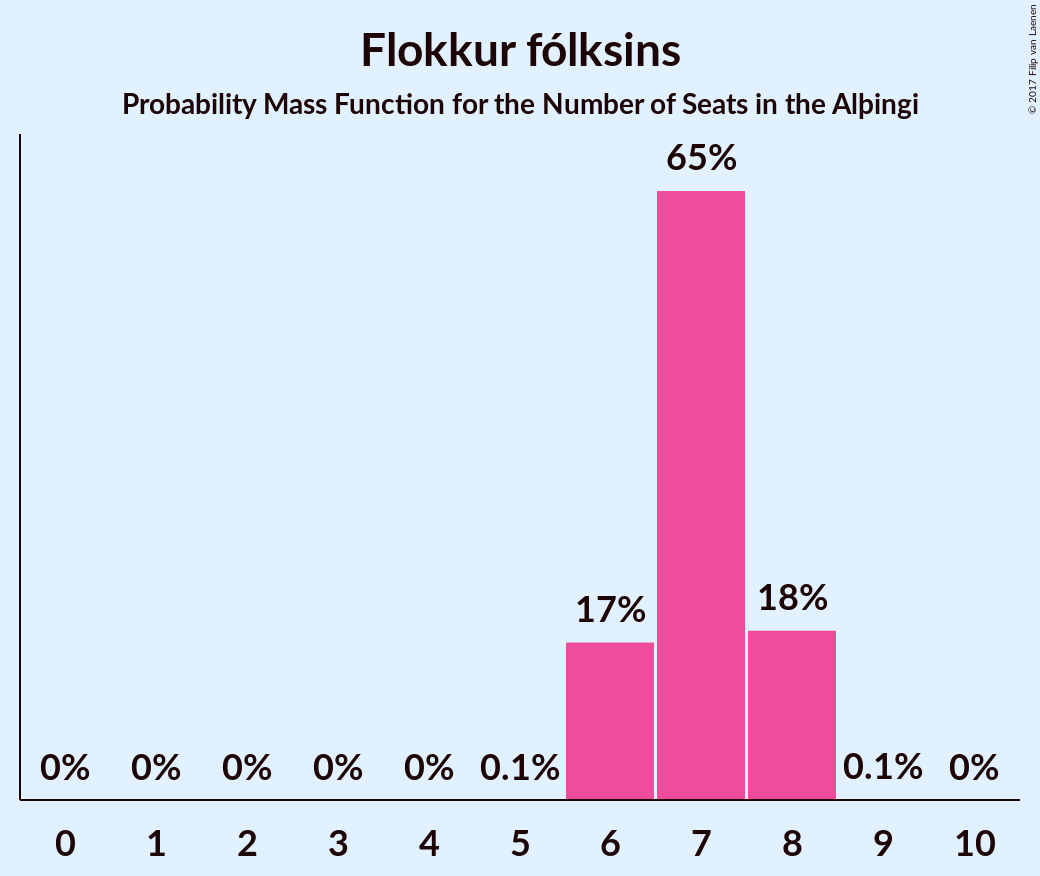 Flokkur fólksins
Probability Mass Function for the Number of Seats in the Alþingi
© 2017 Filip van Laenen
65%
18%
17%
0% 0% 0% 0% 0% 0.1% 0.1% 0%
0 1 2 3 4 5 6 7 8 9 10